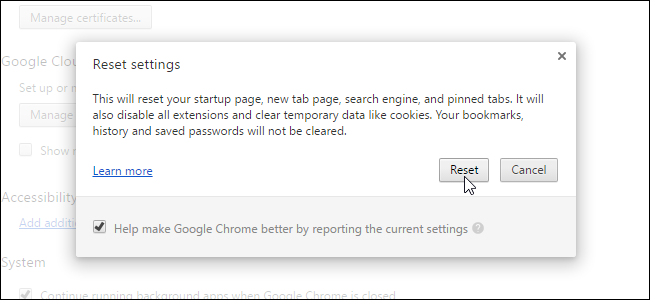 Manage certificates...
Google Clou
Reset settings
Set up or m
Manage
This will reset your startup page, new tab page, search engine, and pinned tabs. It will
also disable all extensions and clear temporary data like cookies. Your bookmarks,
history and saved passwords will not be cleared.
Show n
Learn more
Reset
Cancel
Accessibility
Add additio
Help make Google Chrome better by reporting the current settings
?
System
Continue running background apps when Google Chrome is closed